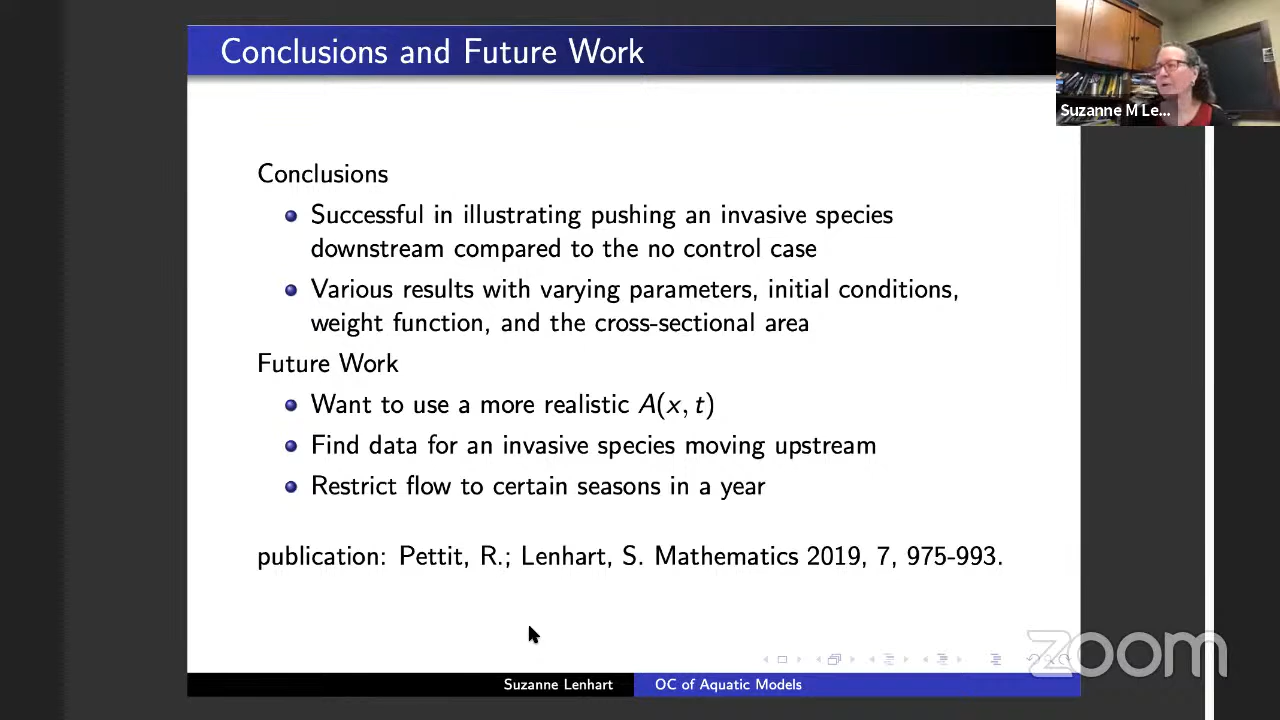 Conclusions and Future Work
Suzanne M Le...
Conclusions
Successful in illustrating pushing an invasive species
downstream compared to the no control case
Various results with varying parameters, initial conditions,
weight function, and the cross-sectional area
Future Work
Want to use a more realistic A(x, t)
Find data for an invasive species moving upstream
Restrict flow to certain seasons in a year
publication: Pettit, R.; Lenhart, S. Mathematics 2019, 7, 975-993.
zoom
Suzanne Lenhart
OC of Aquatic Models